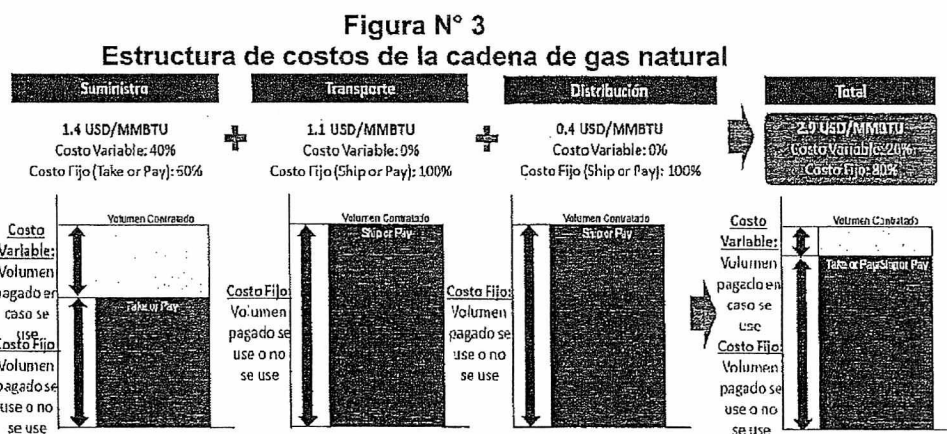 Figura N° 3
Estructura de costos de la cadena de gas natural
Suministro
1.4 USD/MMBTU
Costo Variable: 40%
Costo Fijo (Take or Pay): 60%
Transporte
1.1 USD/MMBTU
Costo Variable: 0%
Costo Fijo (Ship or Pay): 100%
Distribución
0.4 USD/MMBTU
Costo Variable: 0%
Costo Fijo (Ship or Pay): 100%
Total
2.9 USD/MMBTU
Costo Variable: 20%
Costo Fijo: 80%
Volumen Contratado
Costo
Variable:
Volumen
pagado en
caso se
use
Costo Fijo
Volumen
pagado se
use o no
se use
Take or Pay
Volumen Contratado
Ship or Pay
Costo Fijo:
Volumen
pagado se
use o no
se use
Volumen Contratado
Ship or Pay
Costo Fijo:
Volumen
pagado se
use o no
se use
Volumen Contratado
Costo
Variable:
Volumen
pagado en
caso se
use
Costo Fijo:
Volumen
pagado se
use o no
se use
Take or Pay/Ship or Pay